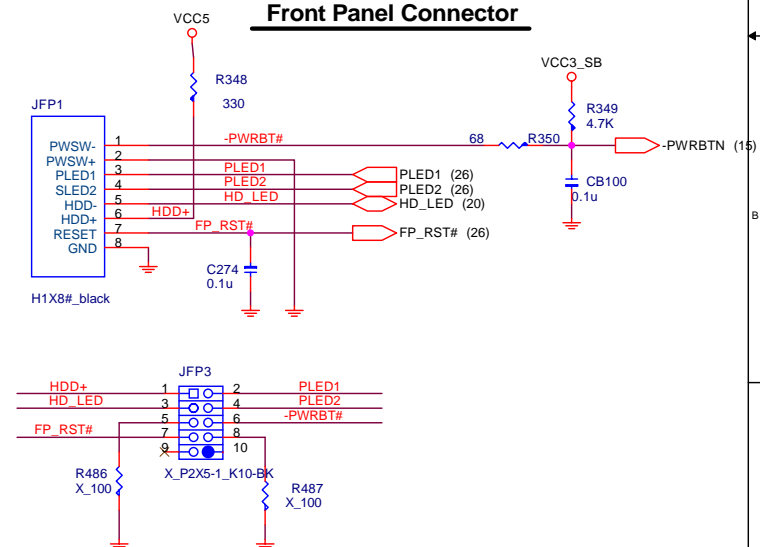 Front Panel Connector
VCC5
VCC3_SB
R348
330
R349
4.7K
JFP1
PWSW- 1 -PWRBT# 68 R350 -PWRBTN (15)
PWSW+ 2
PLED1 3 PLED1 PLED1 (26)
SLED2 4 PLED2 PLED2 (26)
HDD- 5 HD_LED HD_LED (20)
HDD+ 6 HDD+
RESET 7 FP_RST# FP_RST# (26)
GND 8
CB100
0.1u
C274
0.1u
H1X8#_black
B
JFP3
HDD+ 1 2 PLED1
HD_LED 3 4 PLED2
5 6 -PWRBT#
FP_RST# 7 8
9 10
X_P2X5-1_K10-BK
R486
X_100
R487
X_100